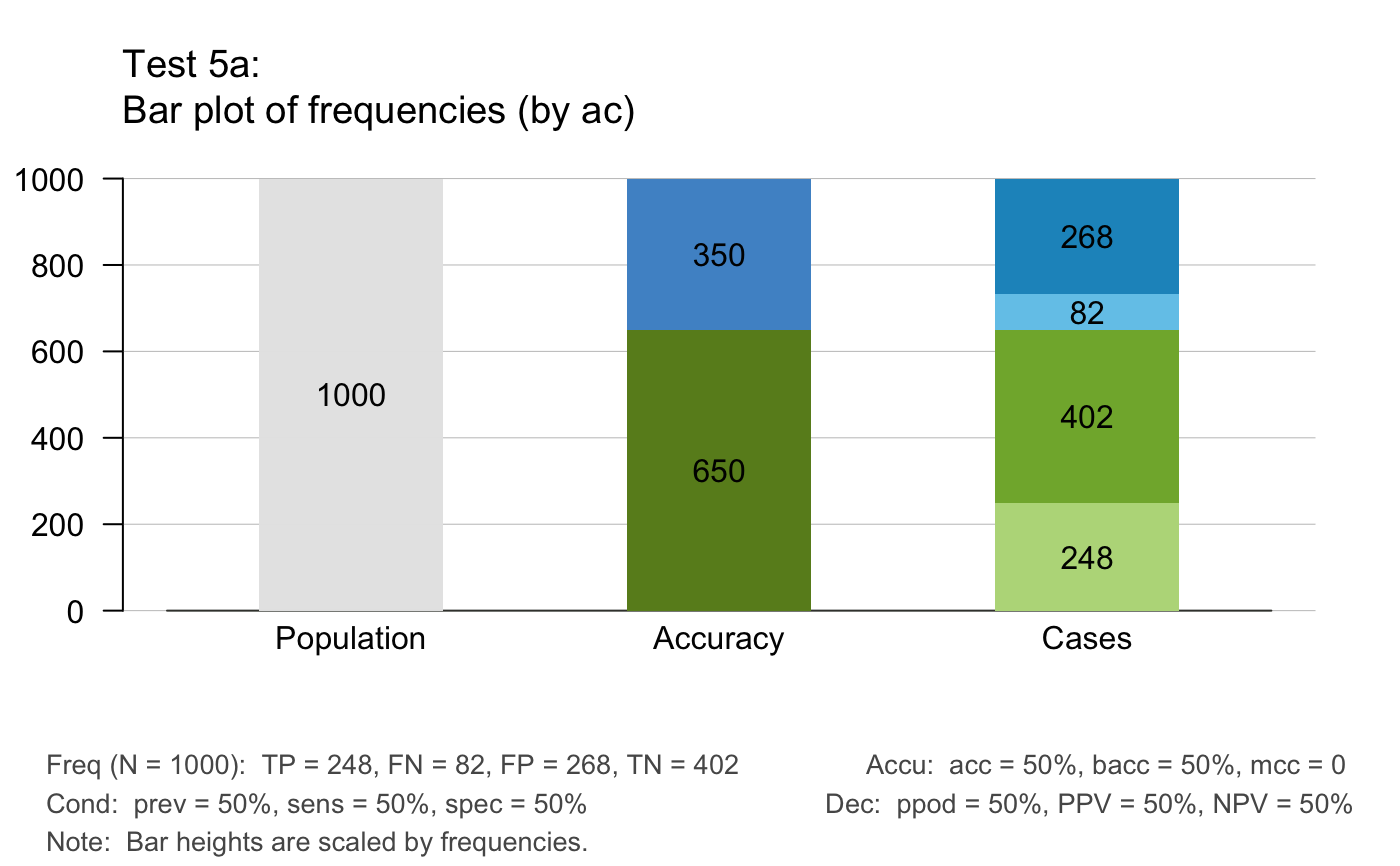 Test 5a:
Bar plot of frequencies (by ac)
1000
800
600
400
200
0
1000
350
650
268
82
402
248
Population Accuracy Cases
Freq (N = 1000):  TP = 248, FN = 82, FP = 268, TN = 402
Accu:  acc = 50%, bacc = 50%, mcc = 0
Cond:  prev = 50%, sens = 50%, spec = 50%
Dec:  ppod = 50%, PPV = 50%, NPV = 50%
Note:  Bar heights are scaled by frequencies.